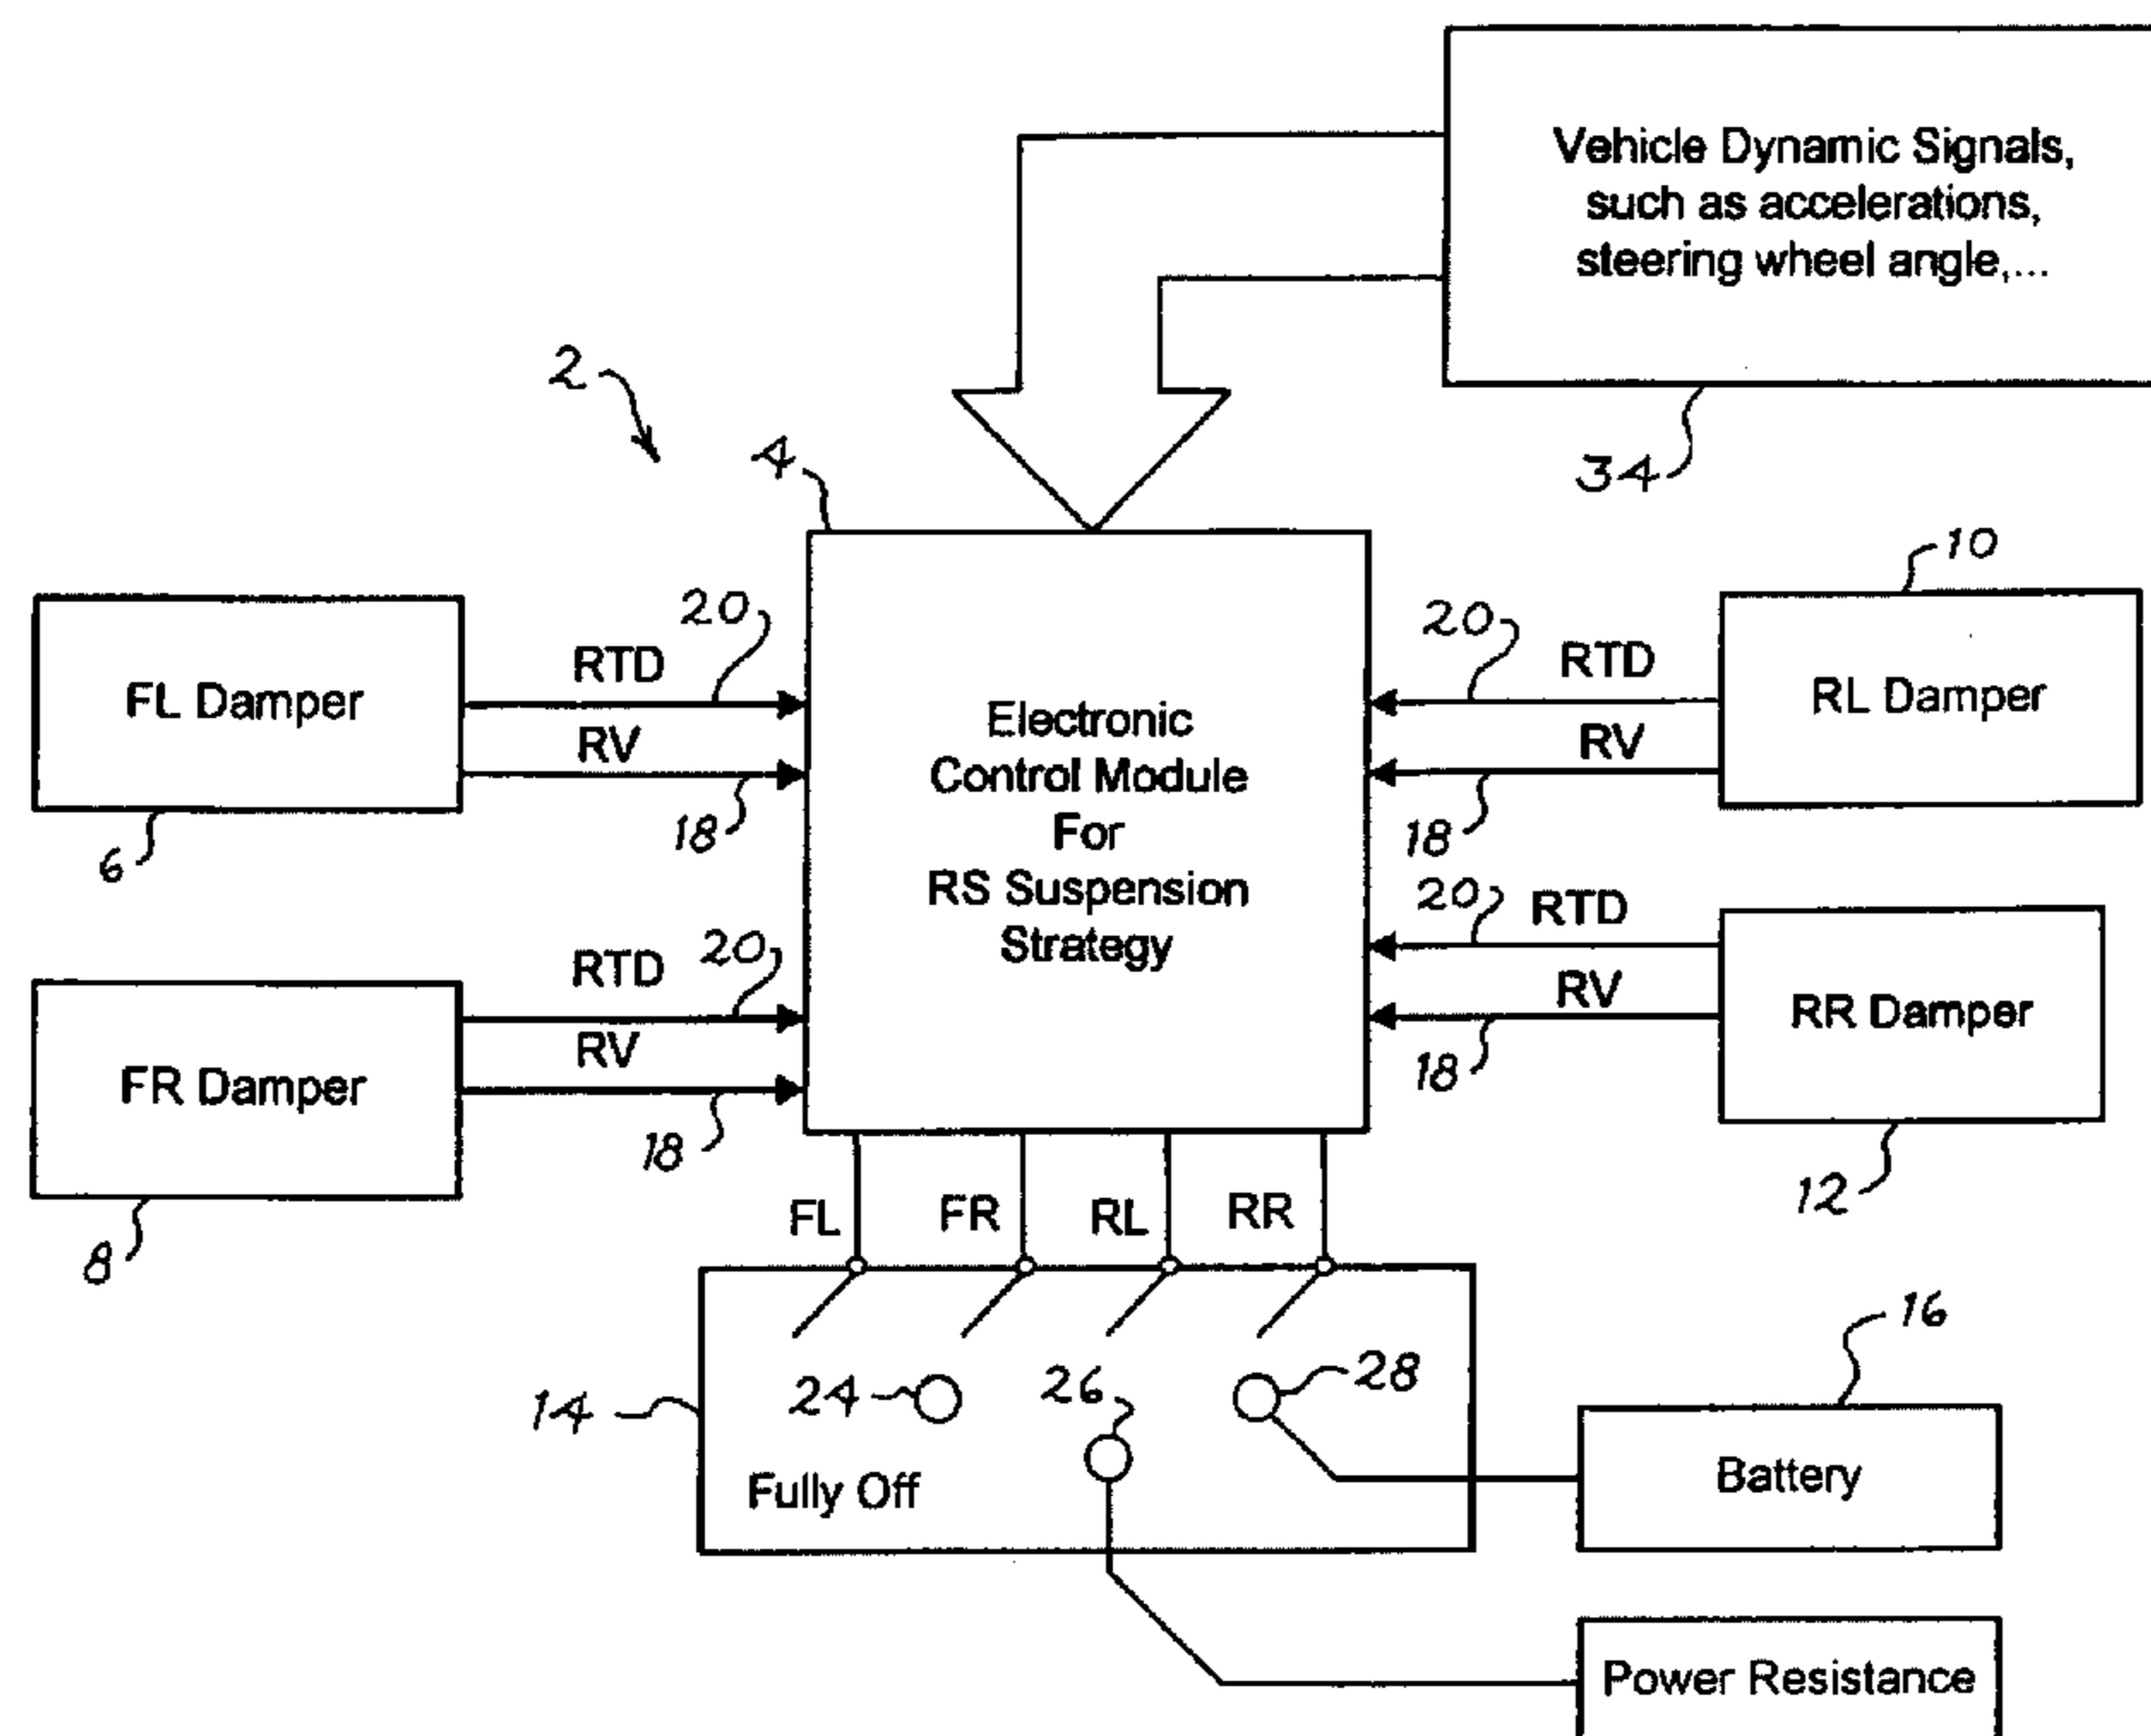 Vehicle Dynamic Signals,
such as accelerations,
steering wheel angle,...
34
2
4
10
FL Damper
6
RTD
20
RV
18
Electronic
Control Module
For
RS Suspension
Strategy
20
RTD
RV
18
RL Damper
FR Damper
8
RTD
20
RV
18
20
RTD
RV
18
RR Damper
12
FL
FR
RL
RR
14
24
26
28
Fully Off
16
Battery
Power Resistance